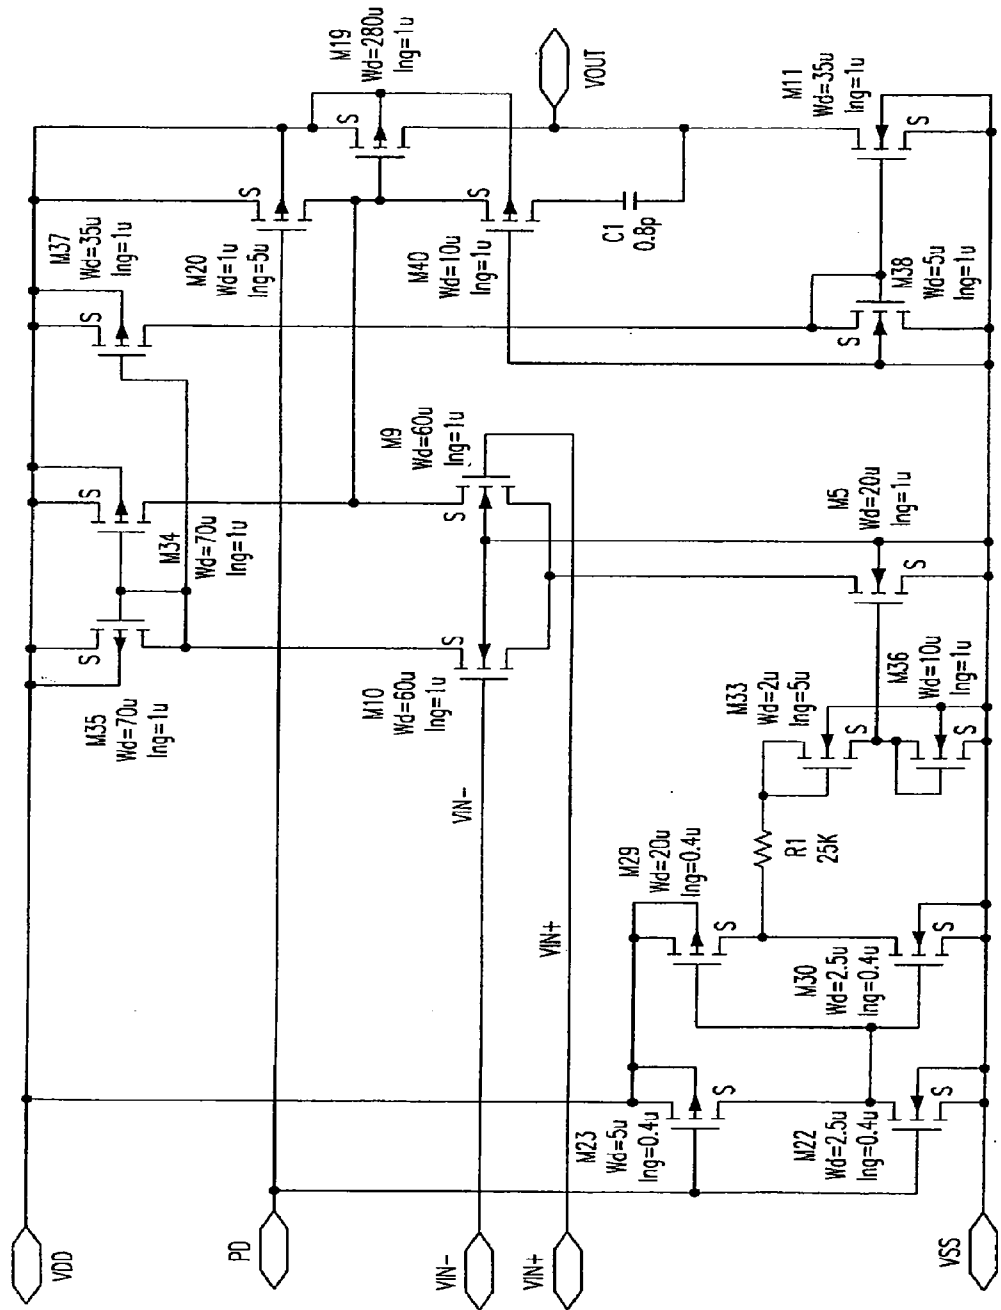 M19
Wd=280u
lng=1u
VOUT
M11
Wd=35u
lng=1u
S
S
M37
Wd=35u
lng=1u
S
M20
Wd=1u
lng=5u
S
M40
Wd=10u
lng=1u
S
C1
0.8p
M38
Wd=5u
lng=1u
S
S
M34
Wd=70u
lng=1u
S
M9
Wd=60u
lng=1u
S
M5
Wd=20u
lng=1u
S
M35
Wd=70u
lng=1u
S
M10
Wd=60u
lng=1u
S
M33
Wd=2u
lng=5u
S
M36
Wd=10u
lng=1u
S
VIN-
VIN+
R1
25K
M29
Wd=20u
lng=0.4u
S
M30
Wd=2.5u
lng=0.4u
S
M23
Wd=5u
lng=0.4u
S
M22
Wd=2.5u
lng=0.4u
S
VDD
PD
VIN-
VIN+
VSS